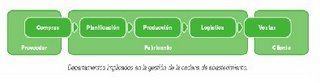 Compras Planificación Producción Logística Ventas
Proveedor Fabricante Cliente
Departamentos implicados en la gestión de la cadena de abastecimiento.